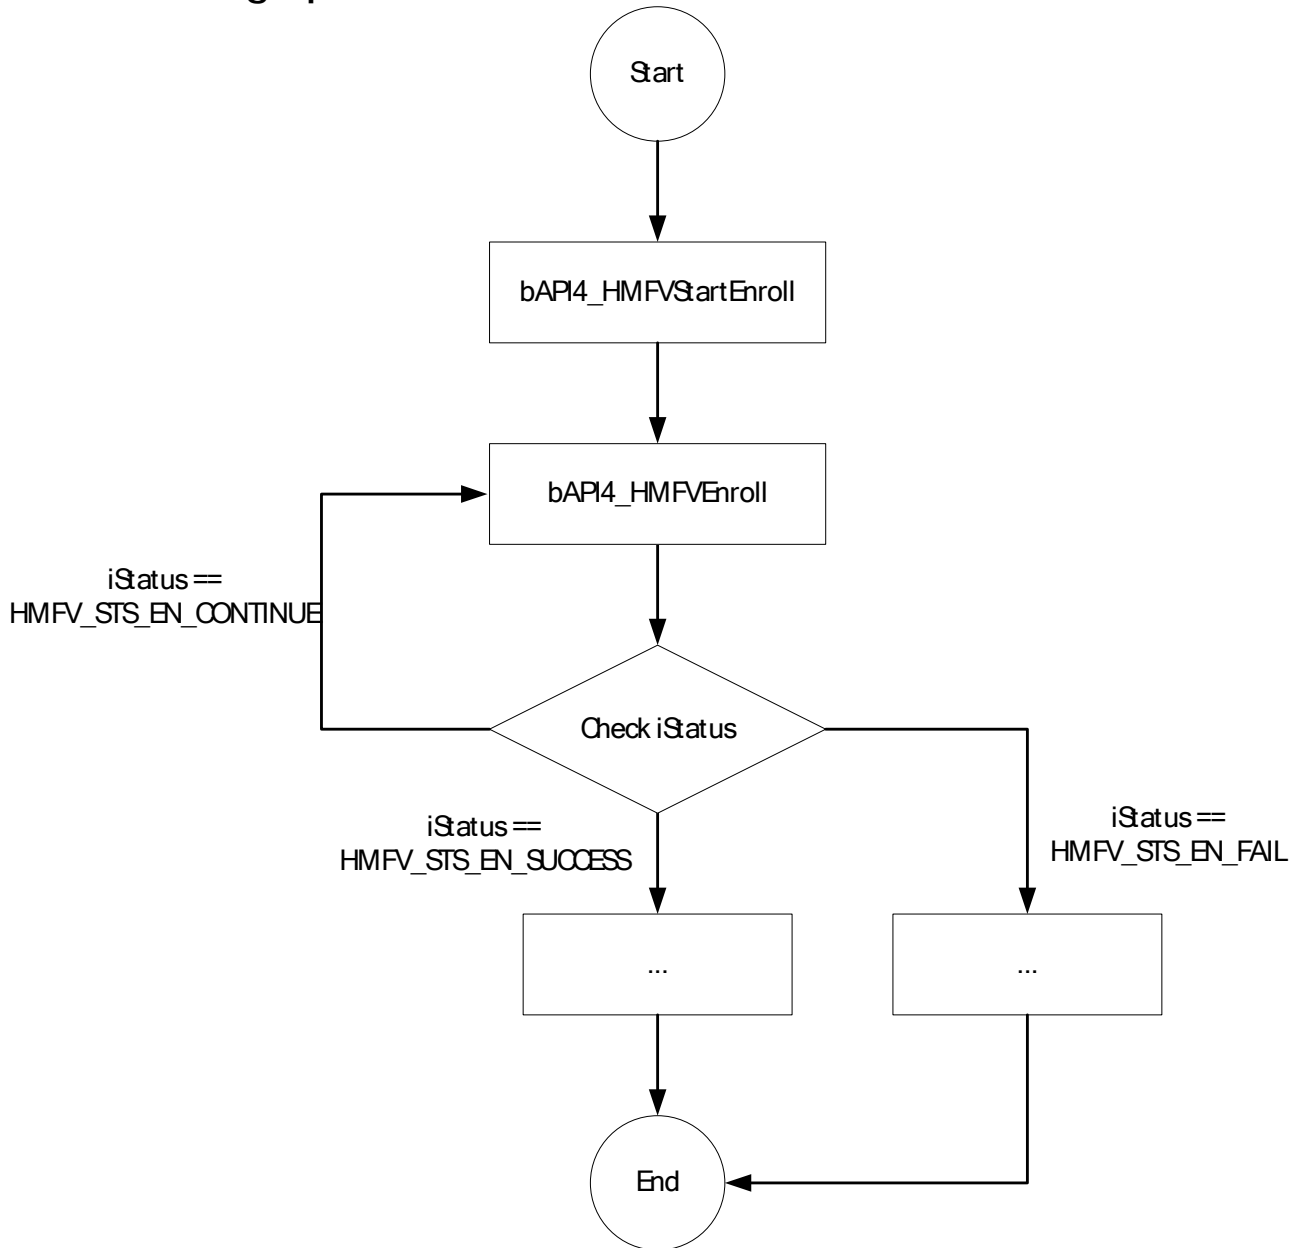 Start
bAPI4_HMFVStartEnroll
bAPI4_HMFVEnroll
iStatus ==
HMFV_STS_EN_CONTINUE
Check iStatus
iStatus ==
HMFV_STS_EN_SUCCESS
iStatus ==
HMFV_STS_EN_FAIL
...
...
End